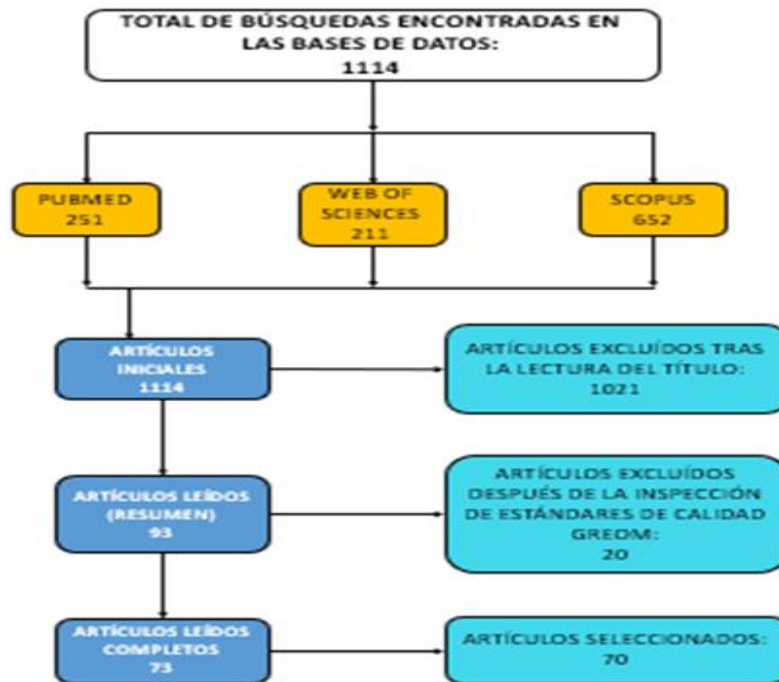 TOTAL DE BÚSQUEDAS ENCONTRADAS EN
LAS BASES DE DATOS:
1114
PUBMED
251
WEB OF
SCIENCES
211
SCOPUS
652
ARTÍCULOS
INICIALES
1114
ARTÍCULOS EXCLUÍDOS TRAS
LA LECTURA DEL TÍTULO:
1021
ARTÍCULOS LEÍDOS
(RESUMEN)
93
ARTÍCULOS EXCLUÍDOS
DESPUÉS DE LA INSPECCIÓN
DE ESTÁNDARES DE CALIDAD
GREOM:
20
ARTÍCULOS LEÍDOS
COMPLETOS
73
ARTÍCULOS SELECCIONADOS:
70